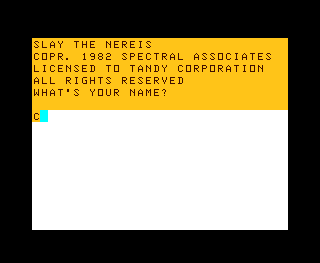 SLAY THE NEREIS
COPR. 1982 SPECTRAL ASSOCIATES
LICENSED TO TANDY CORPORATION
ALL RIGHTS RESERVED
WHAT'S YOUR NAME?
C